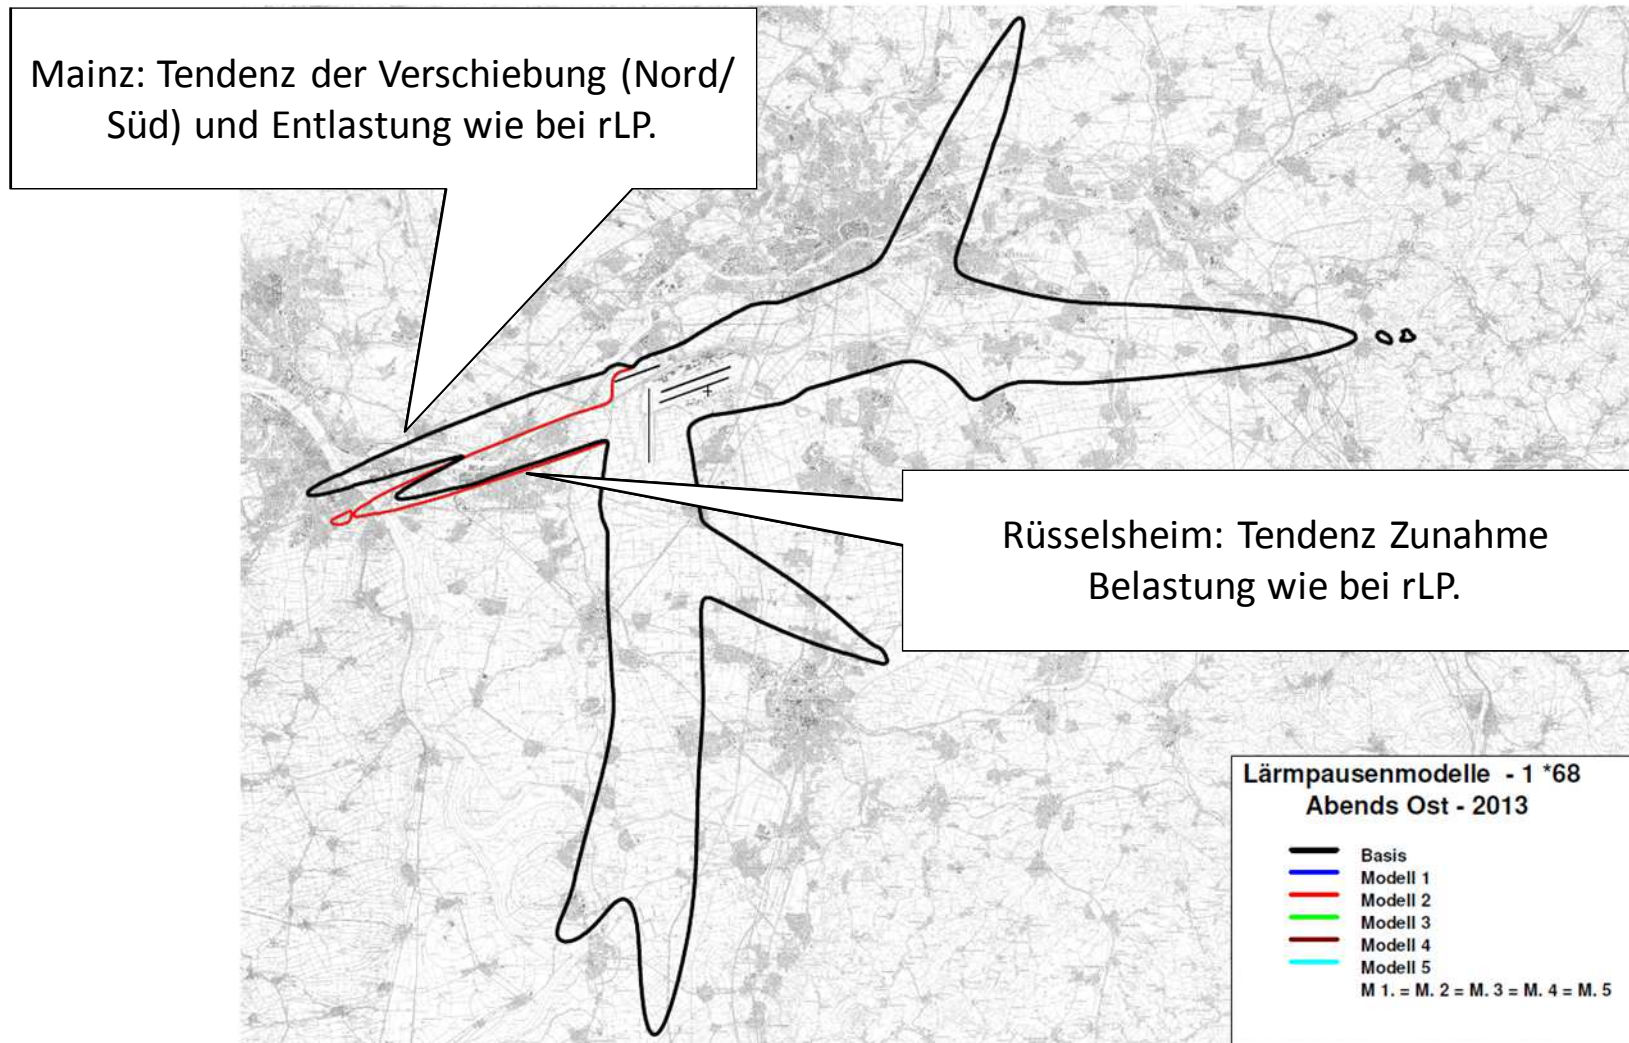 Mainz: Tendenz der Verschiebung (Nord/
Süd) und Entlastung wie bei rLP.
Rüsselsheim: Tendenz Zunahme
Belastung wie bei rLP.
Lärmpausenmodelle - 1 *68
Abends Ost - 2013
Basis
Modell 1
Modell 2
Modell 3
Modell 4
Modell 5
M 1. = M. 2 = M. 3 = M. 4 = M. 5